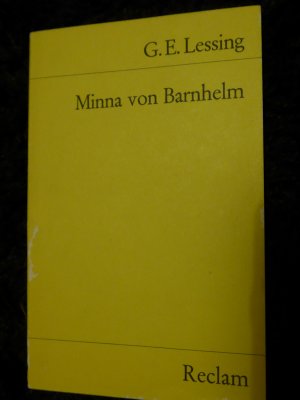 G. E. Lessing
Minna von Barnhelm
Reclam